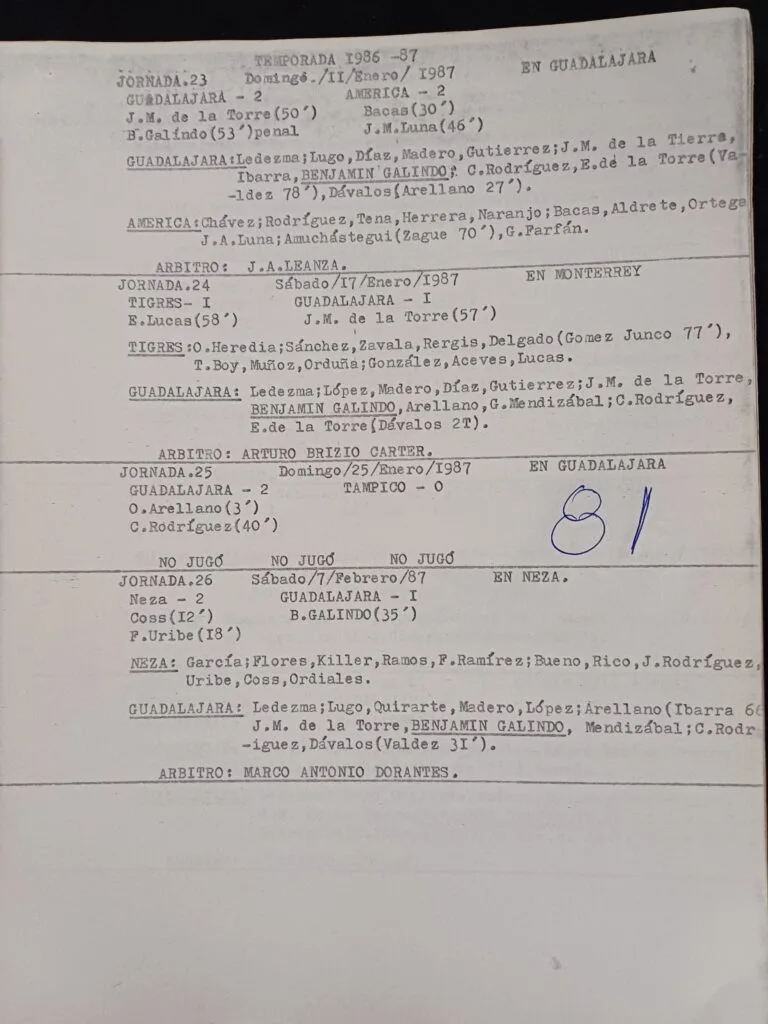 TEMPORADA I986 -87
JORNADA.23 Domingo./II/Enero/ I987 EN GUADALAJARA
GUADALAJARA - 2 AMERICA - 2
J.M. de la Torre(50´) Bacas(30´)
B.Galindo(53´)penal J.M.Luna(46´)
GUADALAJARA:Ledezma;Lugo,Díaz,Madero,Gutierrez;J.M. de la Tierra,
Ibarra,BENJAMIN GALINDO; C.Rodríguez,E.de la Torre(Va-
-ldez 78´),Dávalos(Arellano 27´).
AMERICA:Chávez;Rodríguez,Tena,Herrera,Naranjo;Bacas,Aldrete,Ortega
J.A.Luna;Amuchástegui(Zague 70´),G.Farfán.
ARBITRO: J.A.LEANZA.
JORNADA.24 Sábado/I7/Enero/I987 EN MONTERREY
TIGRES- I GUADALAJARA - I
E.Lucas(58´) J.M. de la Torre(57´)
TIGRES:O.Heredia;Sánchez,Zavala,Rergis,Delgado(Gomez Junco 77´),
T.Boy,Muñoz,Orduña;González,Aceves,Lucas.
GUADALAJARA: Ledezma;López,Madero,Díaz,Gutierrez;J.M. de la Torre,
BENJAMIN GALINDO,Arellano,G.Mendizábal;C.Rodríguez,
E.de la Torre(Dávalos 2T).
ARBITRO: ARTURO BRIZIO CARTER.
JORNADA.25 Domingo/25/Enero/I987 EN GUADALAJARA
GUADALAJARA - 2 TAMPICO - O
O.Arellano(3´)
C.Rodríguez(40´)
81
NO JUGÓ NO JUGÓ NO JUGÓ
JORNADA.26 Sábado/7/Febrero/87 EN NEZA.
Neza - 2 GUADALAJARA - I
Coss(I2´) B.GALINDO(35´)
F.Uribe(I8´)
NEZA: García;Flores,Killer,Ramos,F.Ramírez;Bueno,Rico,J.Rodríguez,
Uribe,Coss,Ordiales.
GUADALAJARA: Ledezma;Lugo,Quirarte,Madero,López;Arellano(Ibarra 66
J.M. de la Torre,BENJAMIN GALINDO, Mendizábal;C.Rodr
-iguez,Dávalos(Valdez 3I´).
ARBITRO: MARCO ANTONIO DORANTES.